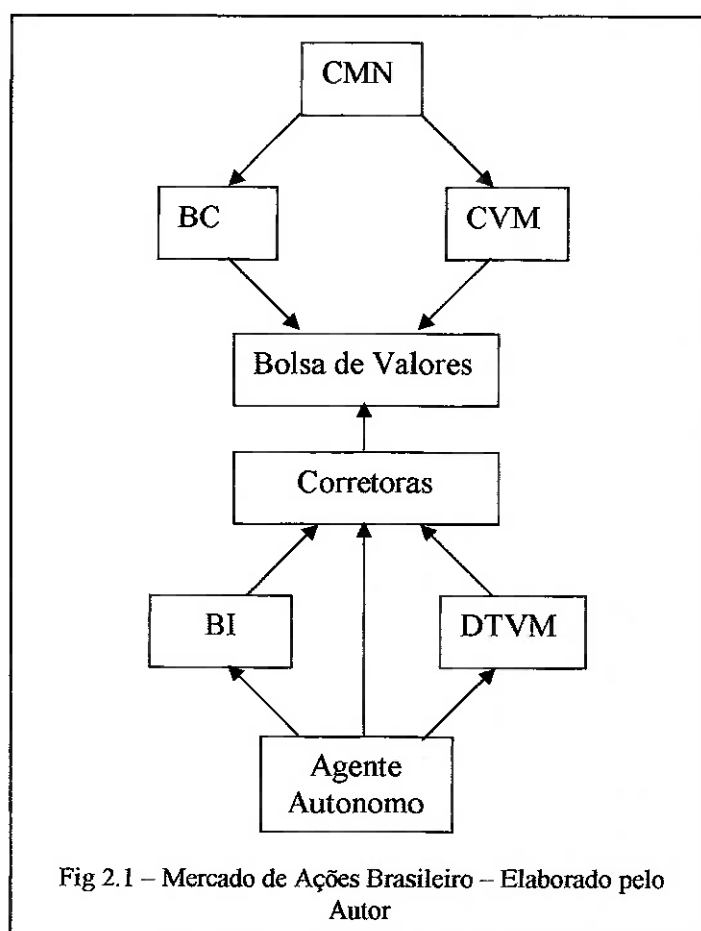 CMN
BC
CVM
Bolsa de Valores
Corretoras
BI
DTVM
Agente
Autonomo
Fig 2.1 – Mercado de Ações Brasileiro – Elaborado pelo
Autor